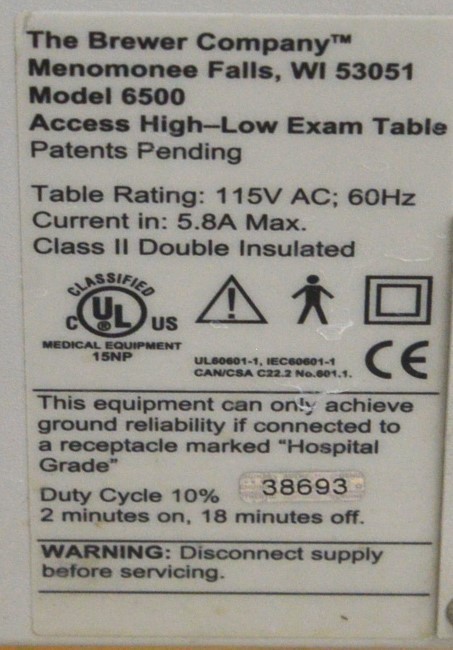 The Brewer Company™
Menomonee Falls, WI 53051
Model 6500
Access High–Low Exam Table
Patents Pending
Table Rating: 115V AC; 60Hz
Current in: 5.8A Max.
Class II Double Insulated
CLASSIFIED
C UL® US
MEDICAL EQUIPMENT
15NP
UL60601-1, IEC60601-1
CAN/CSA C22.2 No.601.1.
CE
This equipment can only achieve
ground reliability if connected to
a receptacle marked "Hospital
Grade"
38693
Duty Cycle 10%
2 minutes on, 18 minutes off.
WARNING: Disconnect supply
before servicing.